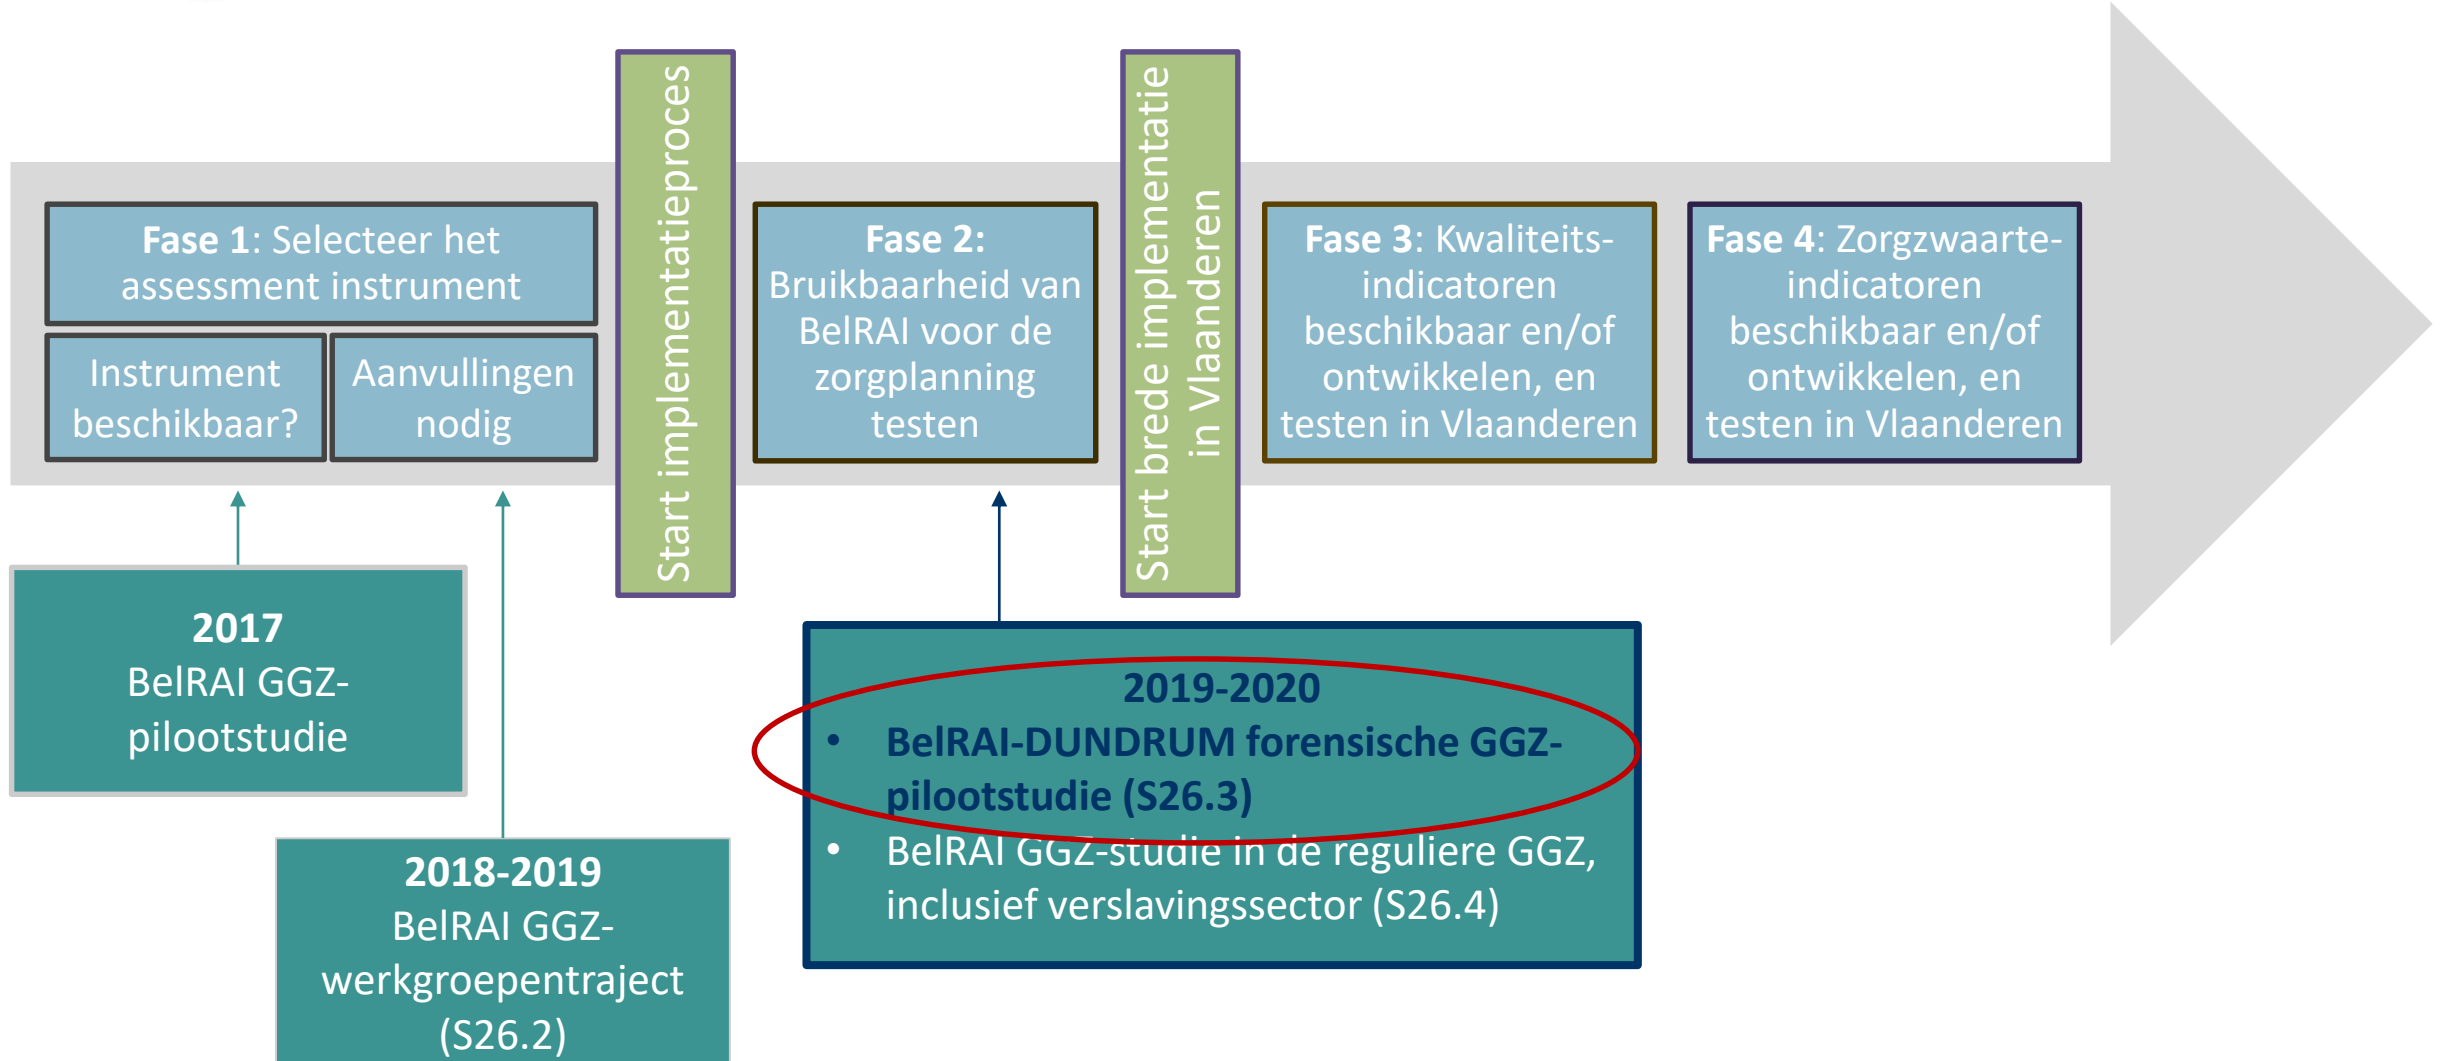 Fase 1: Selecteer het
assessment instrument
Instrument
beschikbaar?
Aanvullingen
nodig
Start implementatieproces
Fase 2:
Bruikbaarheid van
BelRAI voor de
zorgplanning
testen
Start brede implementatie
in Vlaanderen
Fase 3: Kwaliteits-
indicatoren
beschikbaar en/of
ontwikkelen, en
testen in Vlaanderen
Fase 4: Zorgzwaarte-
indicatoren
beschikbaar en/of
ontwikkelen, en
testen in Vlaanderen
2017
BelRAI GGZ-
pilootstudie
2018-2019
BelRAI GGZ-
werkgroepentraject
(S26.2)
2019-2020
• BelRAI-DUNDRUM forensische GGZ-
pilootstudie (S26.3)
• BelRAI GGZ-studie in de reguliere GGZ,
inclusief verslavingssector (S26.4)